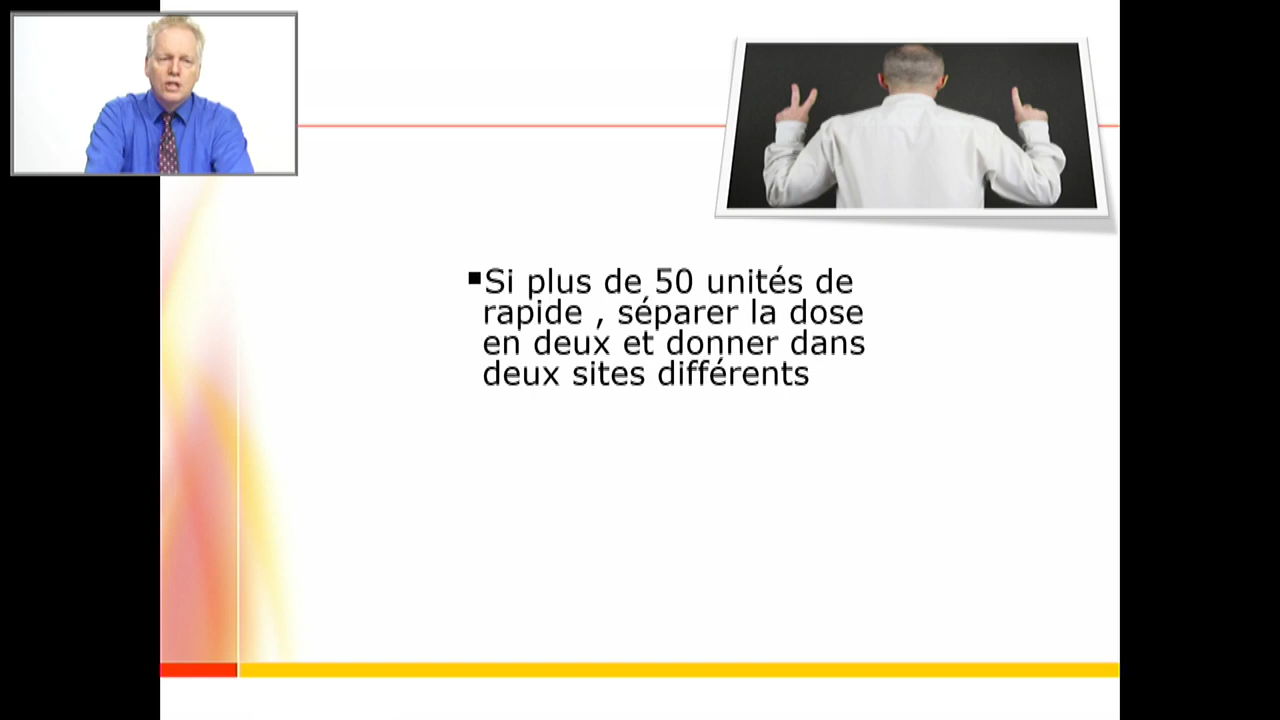 ▪Si plus de 50 unités de
rapide , séparer la dose
en deux et donner dans
deux sites différents